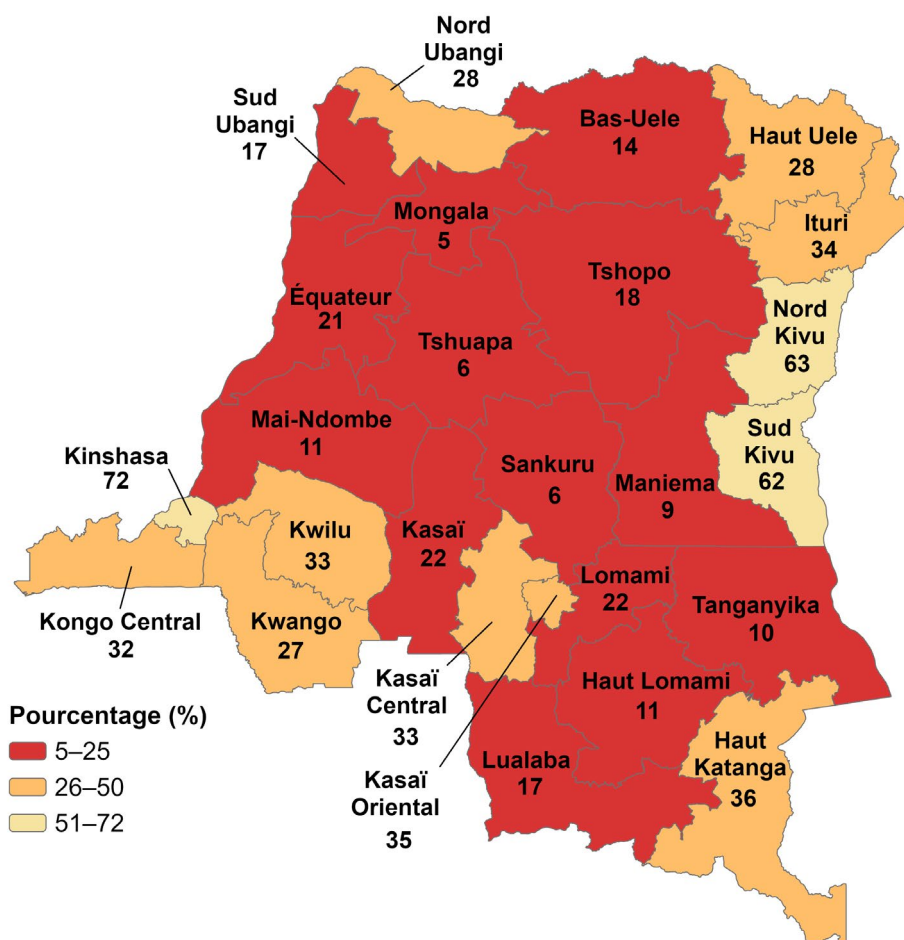 Nord
Ubangi
28
Sud
Ubangi
17
Bas-Uele
14
Haut Uele
28
Ituri
34
Mongala
5
Tshopo
18
Équateur
21
Nord
Kivu
63
Tshuapa
6
Mai-Ndombe
11
Sud
Kivu
62
Kinshasa
72
Sankuru
6
Maniema
9
Kwilu
33
Kasaï
22
Lomami
22
Tanganyika
10
Kongo Central
32
Kwango
27
Kasaï
Central
33
Haut Lomami
11
Haut
Katanga
36
Lualaba
17
Kasaï
Oriental
35
Pourcentage (%)
5–25
26–50
51–72